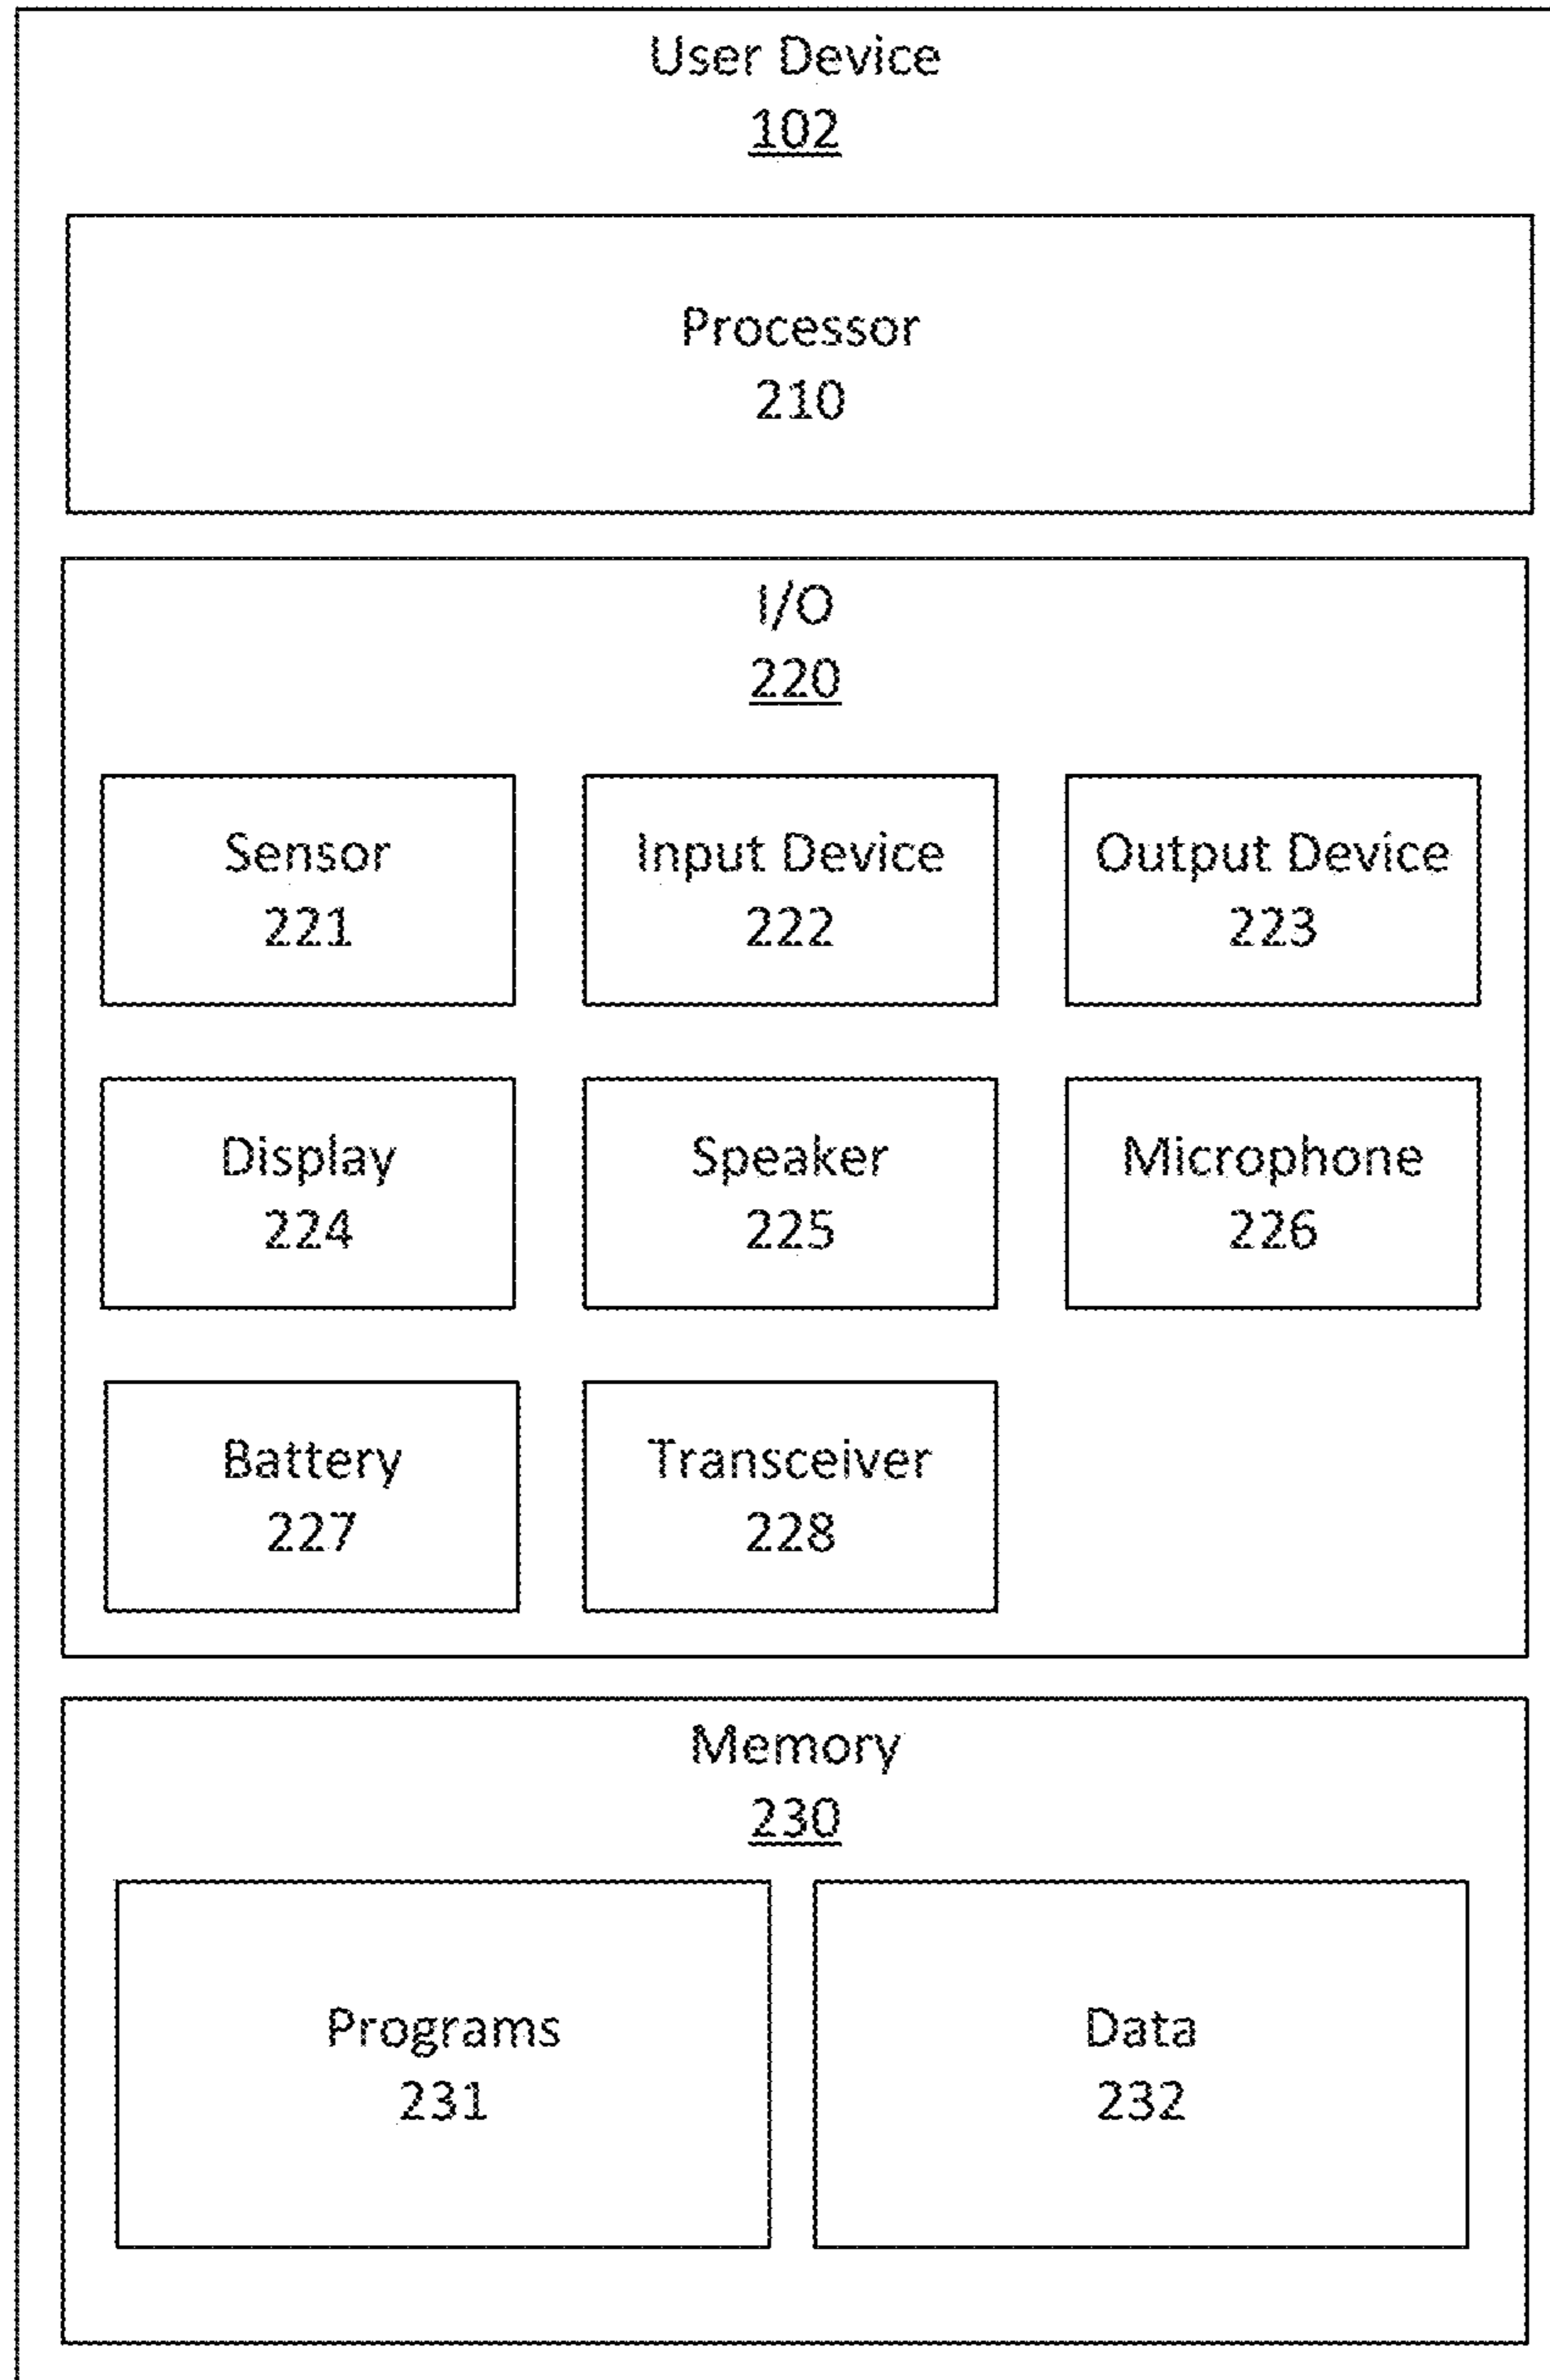 User Device
102
Processor
210
I/O
220
Sensor
221
Input Device
222
Output Device
223
Display
224
Speaker
225
Microphone
226
Battery
227
Transceiver
228
Memory
230
Programs
231
Data
232